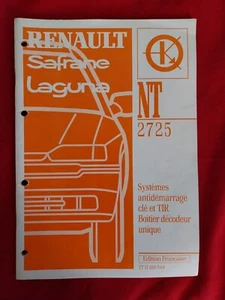 RENAULT
Safrane
Laguna
NT
2725
Systèmes
antidémarrage
clé et TIR
Boîtier décodeur
unique
Edition Française